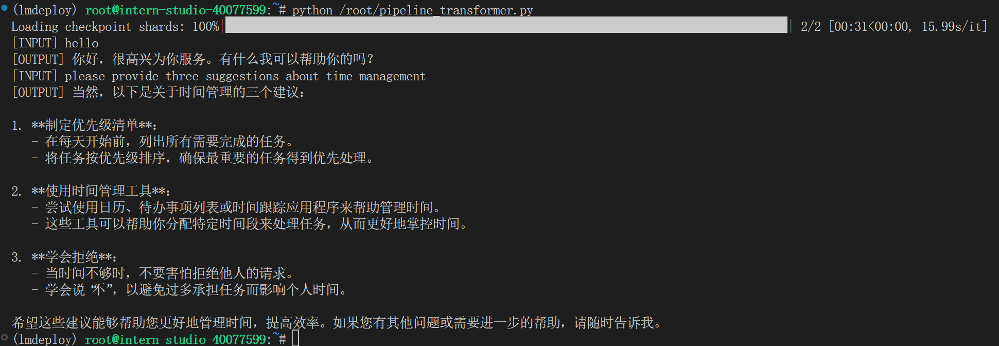 (lmdeploy) root@intern-studio-40077599:~# python /root/pipeline_transformer.py
Loading checkpoint shards: 100%| | 2/2 [00:31<00:00, 15.99s/it]
[INPUT] hello
[OUTPUT] 你好，很高兴为你服务。有什么我可以帮助你的吗？
[INPUT] please provide three suggestions about time management
[OUTPUT] 当然，以下是关于时间管理的三个建议：
1. **制定优先级清单**：
- 在每天开始前，列出所有需要完成的任务。
- 将任务按优先级排序，确保最重要的任务得到优先处理。
2. **使用时间管理工具**：
- 尝试使用日历、待办事项列表或时间跟踪应用程序来帮助管理时间。
- 这些工具可以帮助你分配特定时间段来处理任务，从而更好地掌控时间。
3. **学会拒绝**：
- 当时间不够时，不要害怕拒绝他人的请求。
- 学会说“不”，以避免过多承担任务而影响个人时间。
希望这些建议能够帮助您更好地管理时间，提高效率。如果您有其他问题或需要进一步的帮助，请随时告诉我。
(lmdeploy) root@intern-studio-40077599:~#